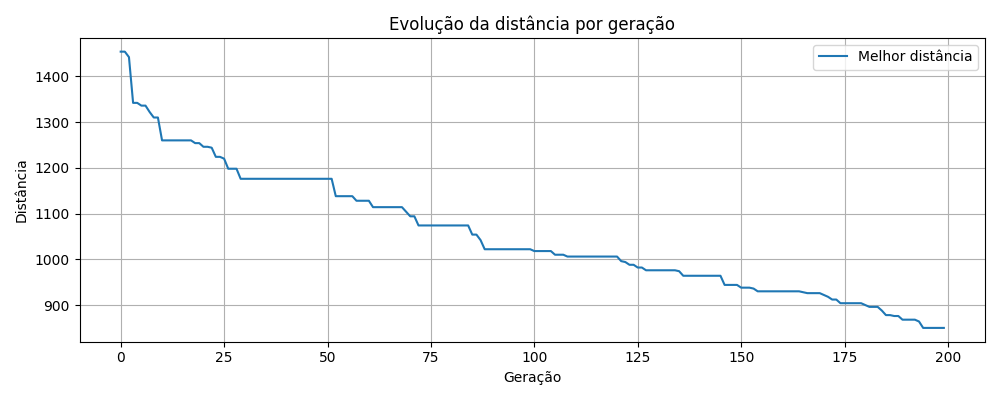 Evolução da distância por geração
Melhor distância
1400
1300
1200
1100
1000
900
Distância
0 25 50 75 100 125 150 175 200
Geração